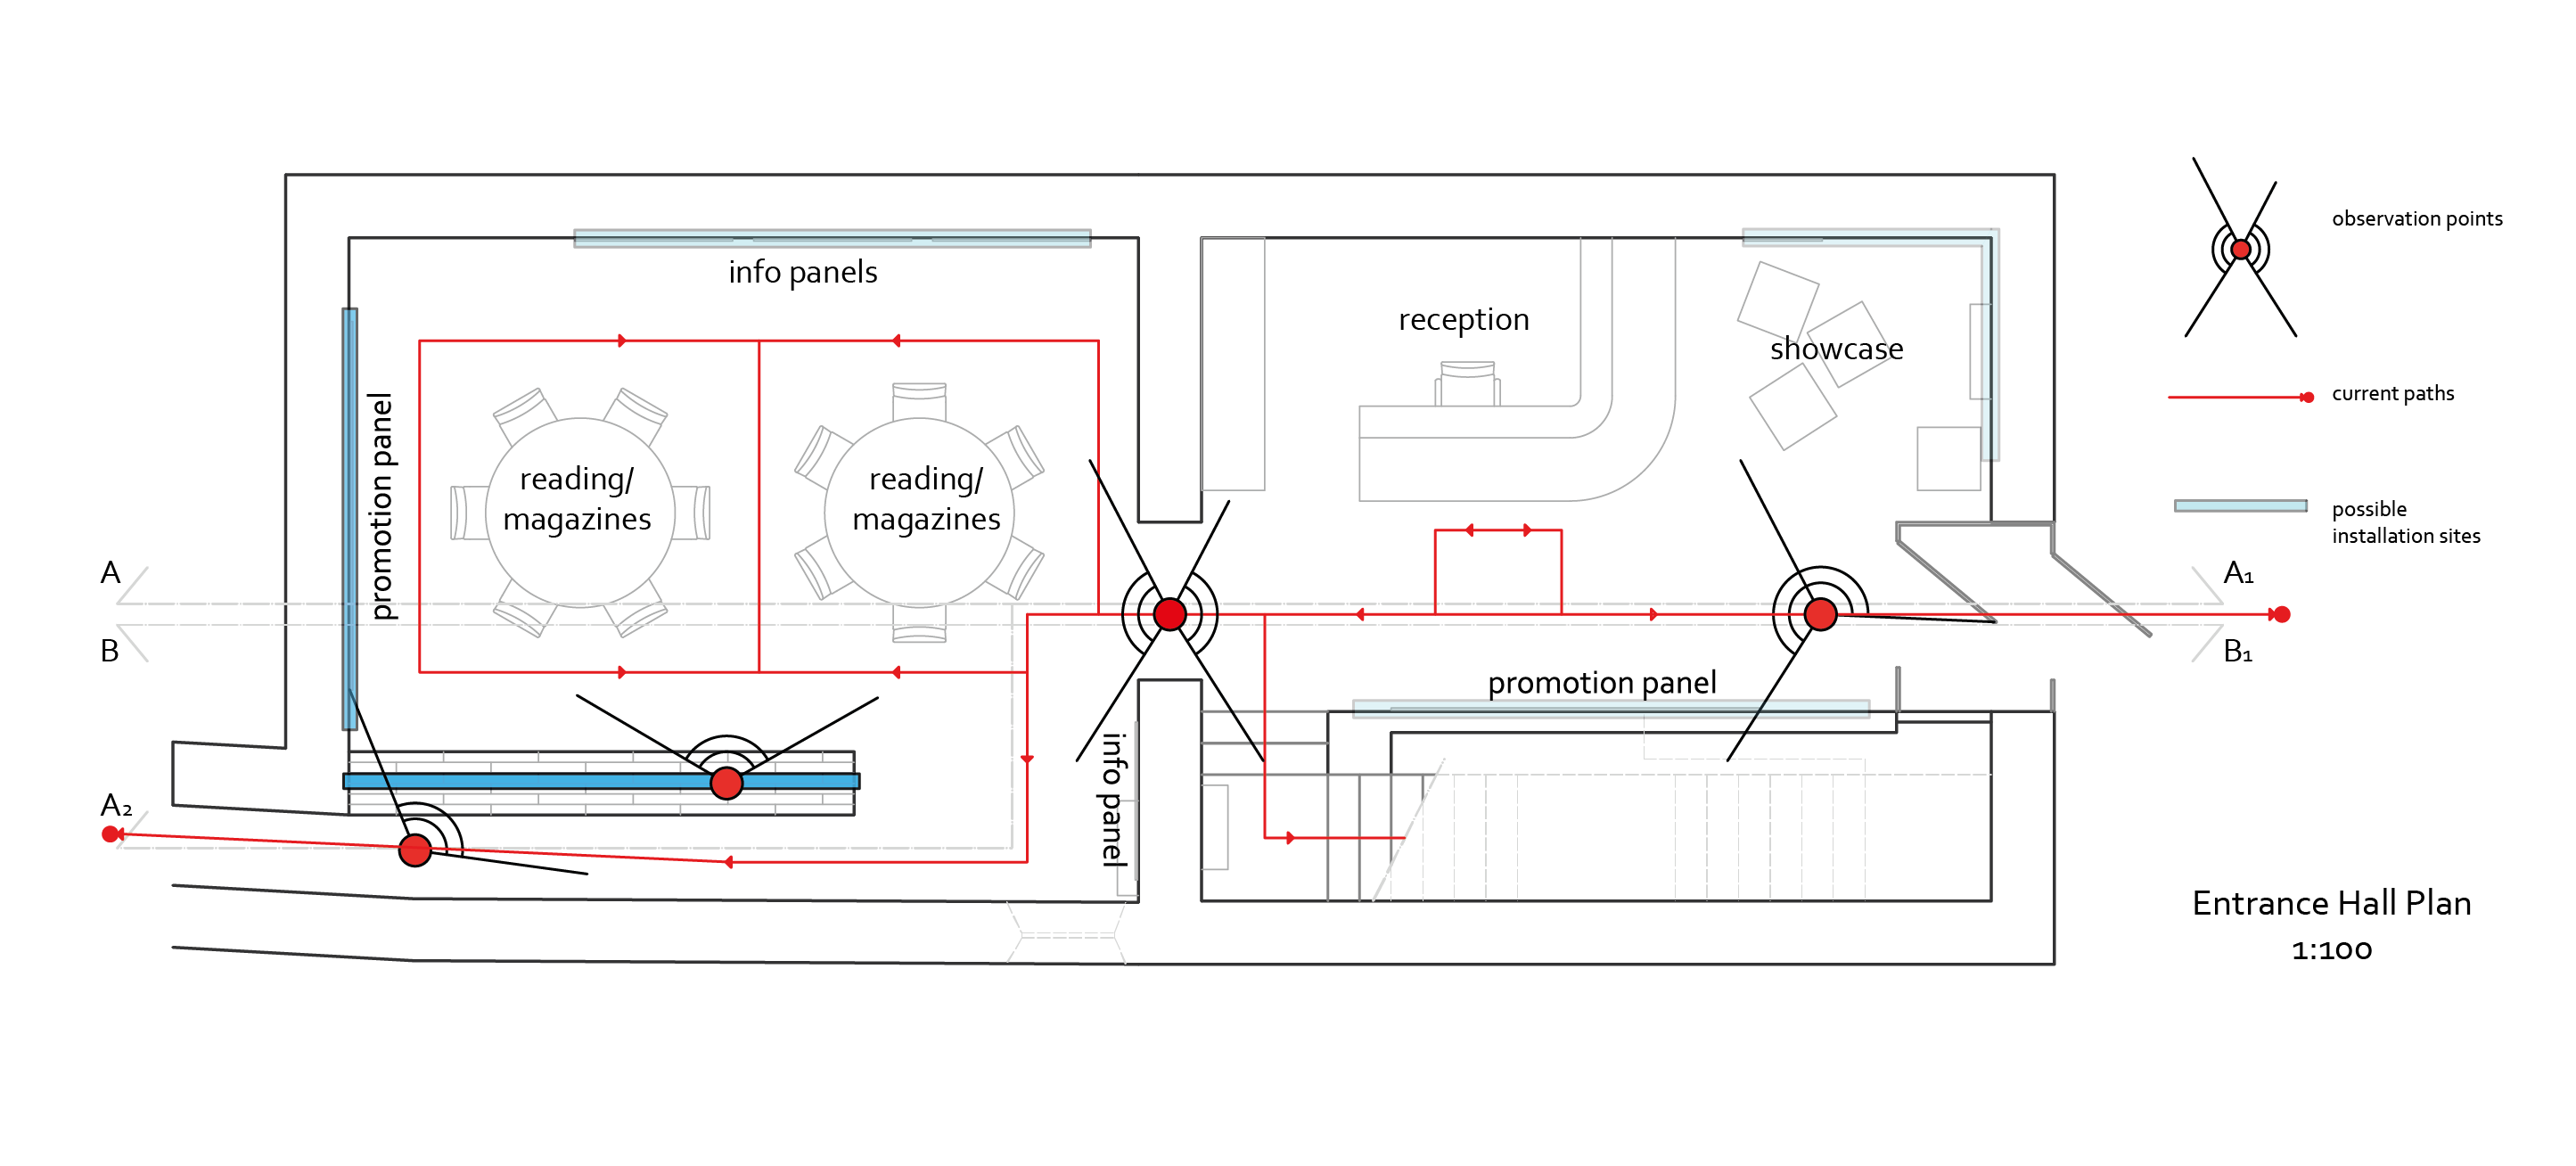 observation points
info panels
reception
showcase
current paths
promotion panel
reading/
magazines
reading/
magazines
possible
installation sites
A
A1
B
B1
promotion panel
info panel
A2
Entrance Hall Plan
1:100